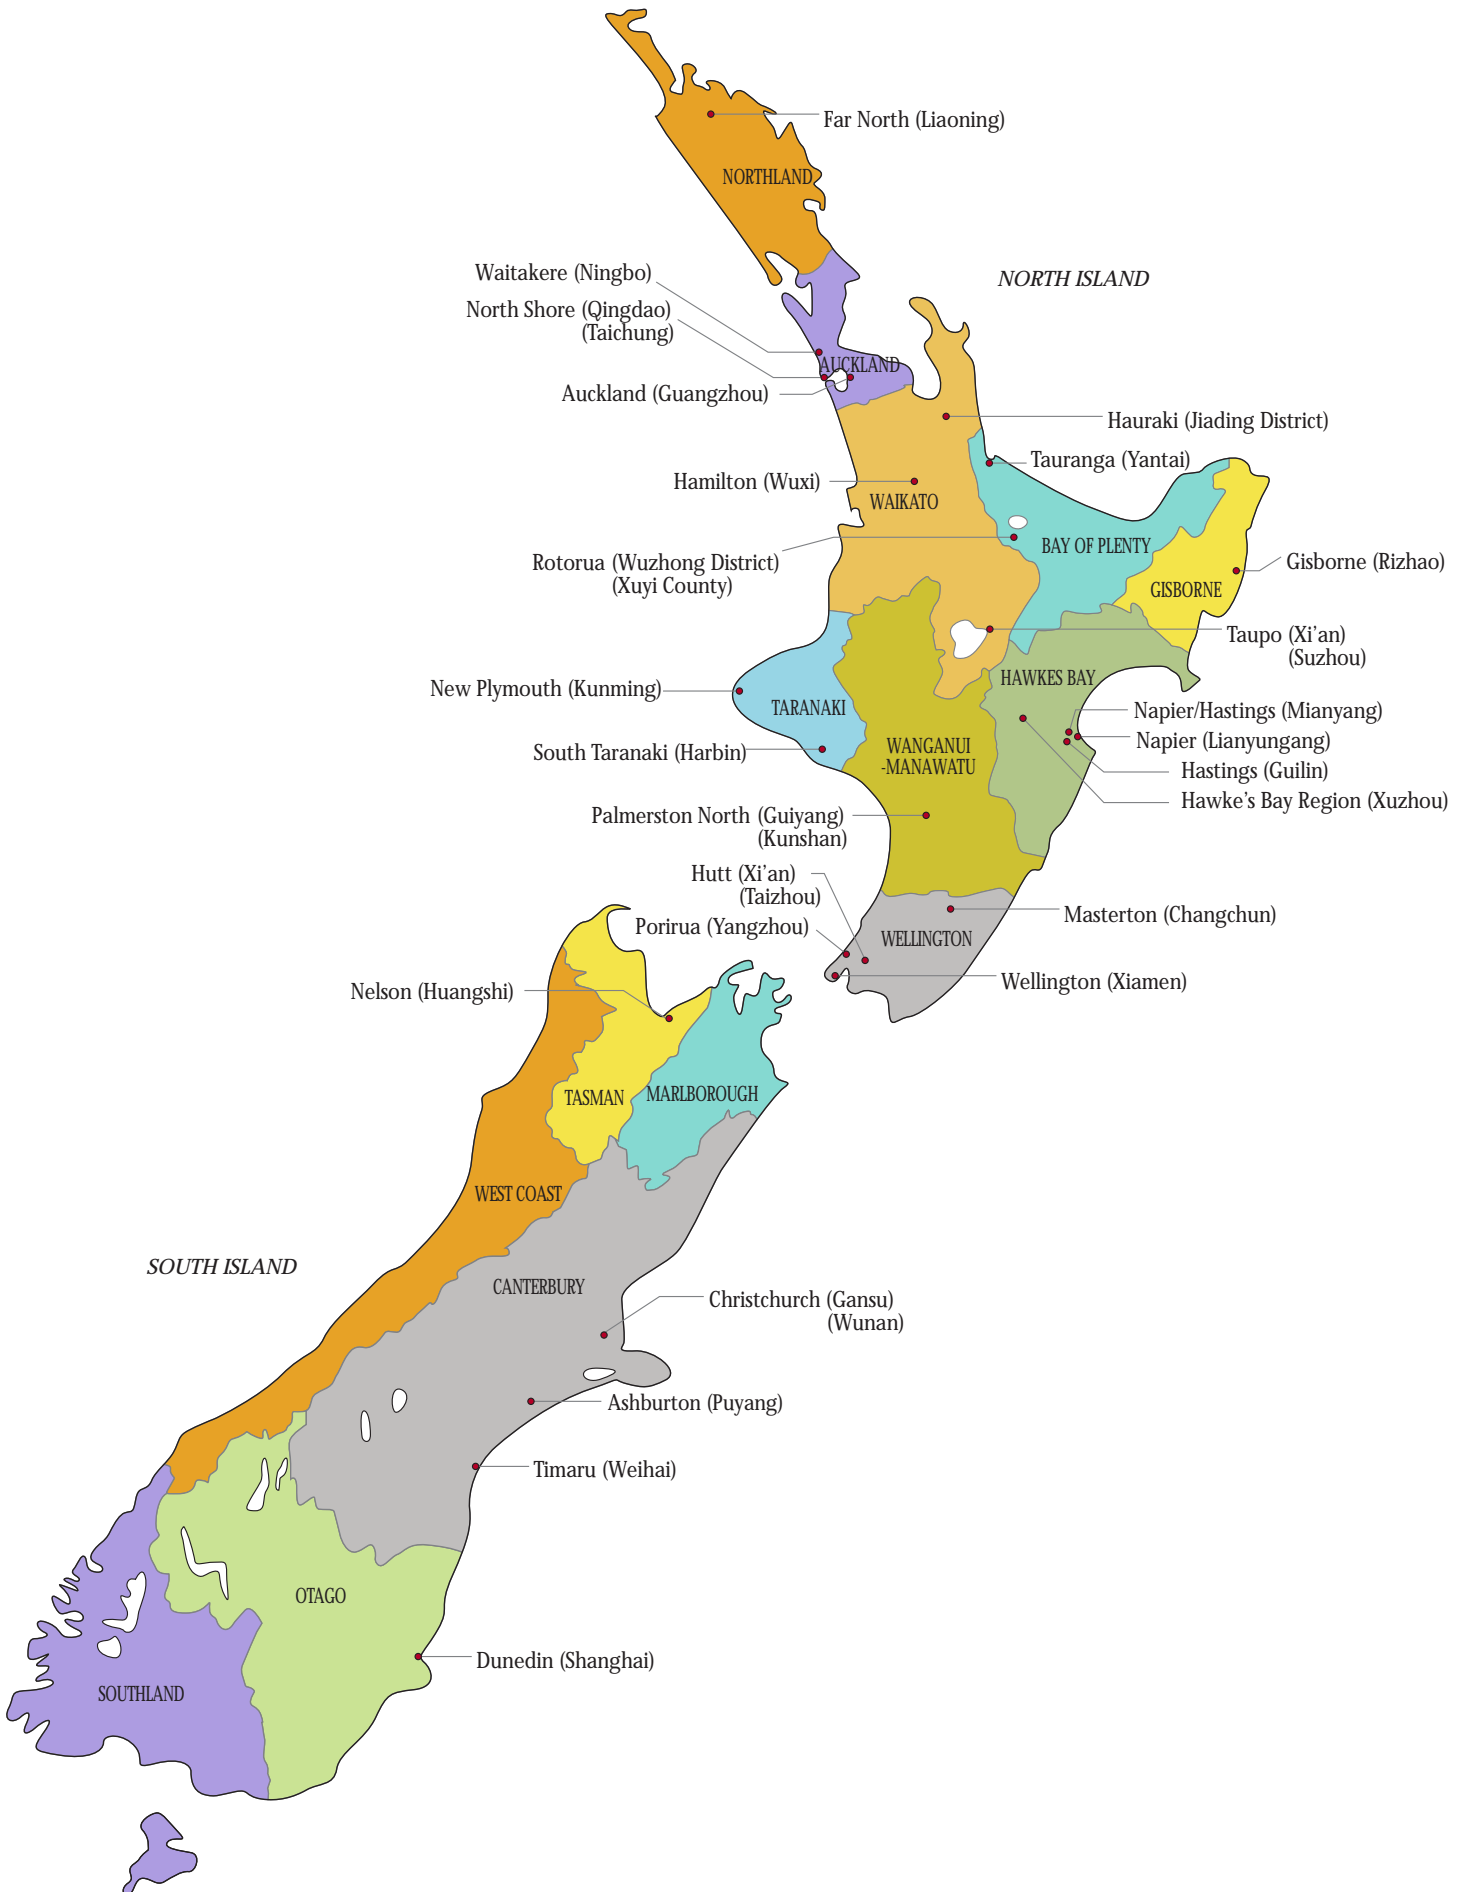 Far North (Liaoning)
NORTHLAND
Waitakere (Ningbo)
NORTH ISLAND
North Shore (Qingdao)
(Taichung)
AUCKLAND
Auckland (Guangzhou)
Hauraki (Jiading District)
Tauranga (Yantai)
Hamilton (Wuxi)
WAIKATO
BAY OF PLENTY
Rotorua (Wuzhong District)
(Xuyi County)
Gisborne (Rizhao)
GISBORNE
Taupo (Xi’an)
(Suzhou)
HAWKES BAY
New Plymouth (Kunming)
TARANAKI
Napier/Hastings (Mianyang)
Napier (Lianyungang)
WANGANUI
-MANAWATU
South Taranaki (Harbin)
Hastings (Guilin)
Hawke’s Bay Region (Xuzhou)
Palmerston North (Guiyang)
(Kunshan)
Hutt (Xi’an)
(Taizhou)
Masterton (Changchun)
Porirua (Yangzhou)
WELLINGTON
Wellington (Xiamen)
Nelson (Huangshi)
TASMAN
MARLBOROUGH
WEST COAST
SOUTH ISLAND
CANTERBURY
Christchurch (Gansu)
(Wunan)
Ashburton (Puyang)
Timaru (Weihai)
OTAGO
Dunedin (Shanghai)
SOUTHLAND